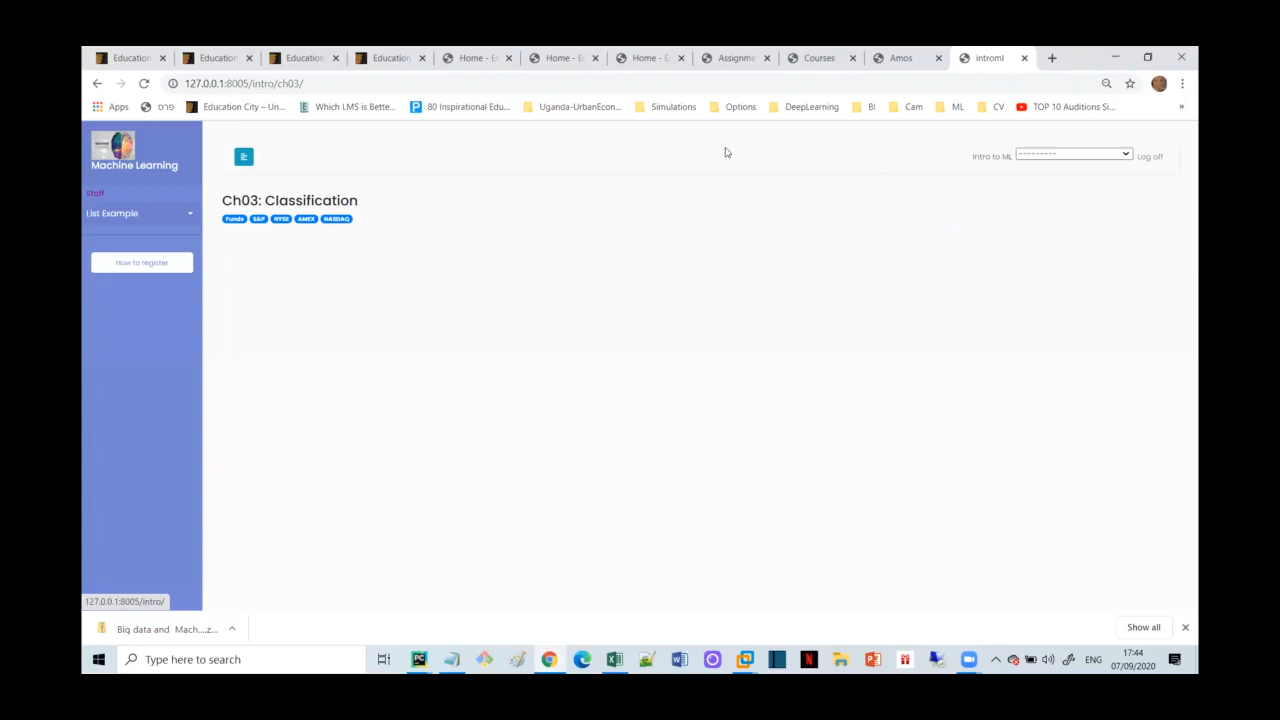 Education
Education
Education
Education
Home - Ec
Home - Ec
Home - Ec
Assignme
Courses
Amos
introml
127.0.0.1:8005/intro/ch03/
Apps
פרס
Education City – Un...
Which LMS is Bette...
80 Inspirational Edu...
Uganda-UrbanEcon...
Simulations
Options
DeepLearning
BI
Cam
ML
CV
TOP 10 Auditions Si...
Machine Learning
Intro to ML
---------
Log off
Staff
List Example
Ch03: Classification
Funds S&P NYSE AMEX NASDAQ
How to register
127.0.0.1:8005/intro/
Big data and Mach....z...
Show all
Type here to search
ENG
17:44
07/09/2020